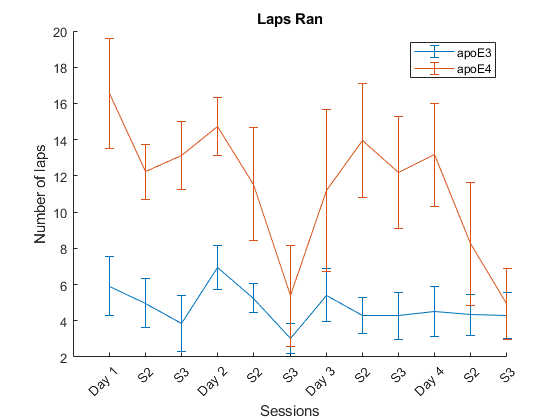 Laps Ran
apoE3
apoE4
Number of laps
20
18
16
14
12
10
8
6
4
2
Day 1 S2 S3 Day 2 S2 S3 Day 3 S2 S3 Day 4 S2 S3
Sessions